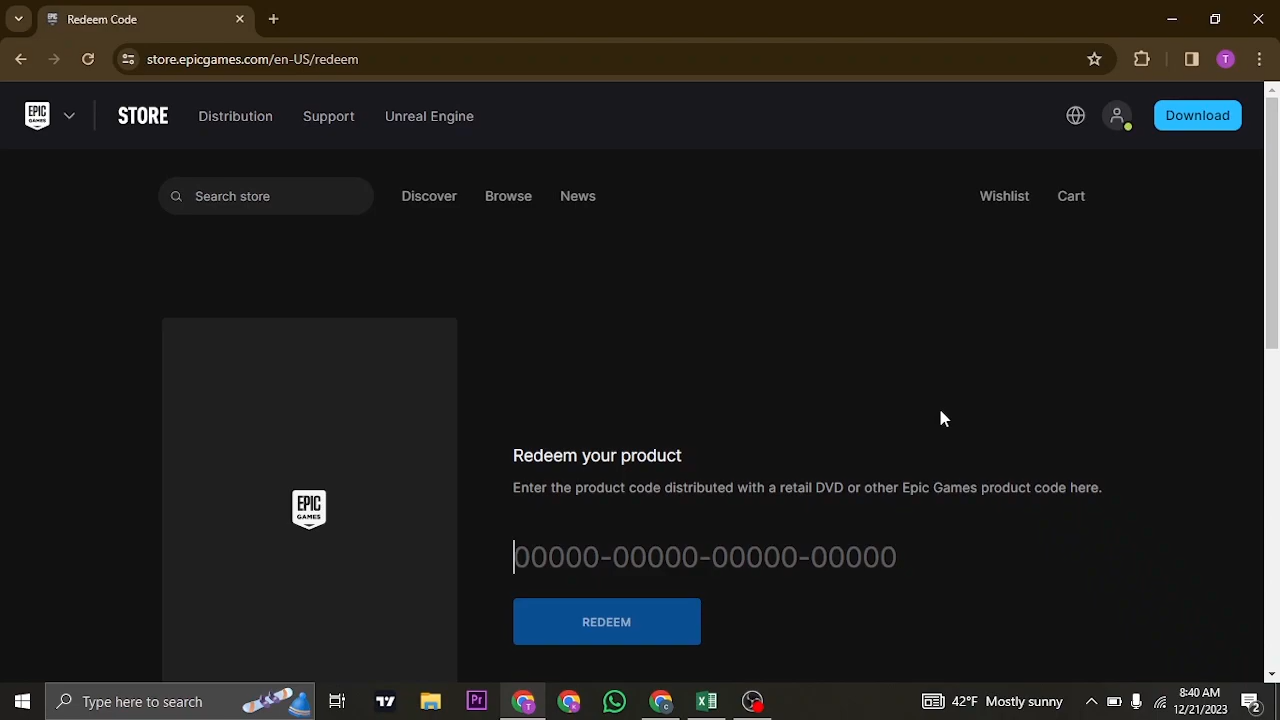 Redeem Code
store.epicgames.com/en-US/redeem
T
EPIC GAMES
STORE Distribution Support Unreal Engine
Download
Search store
Discover Browse News
Wishlist Cart
Redeem your product
Enter the product code distributed with a retail DVD or other Epic Games product code here.
EPIC
GAMES
00000-00000-00000-00000
REDEEM
Type here to search
Pr
42°F Mostly sunny
8:40 AM
12/21/2023
2